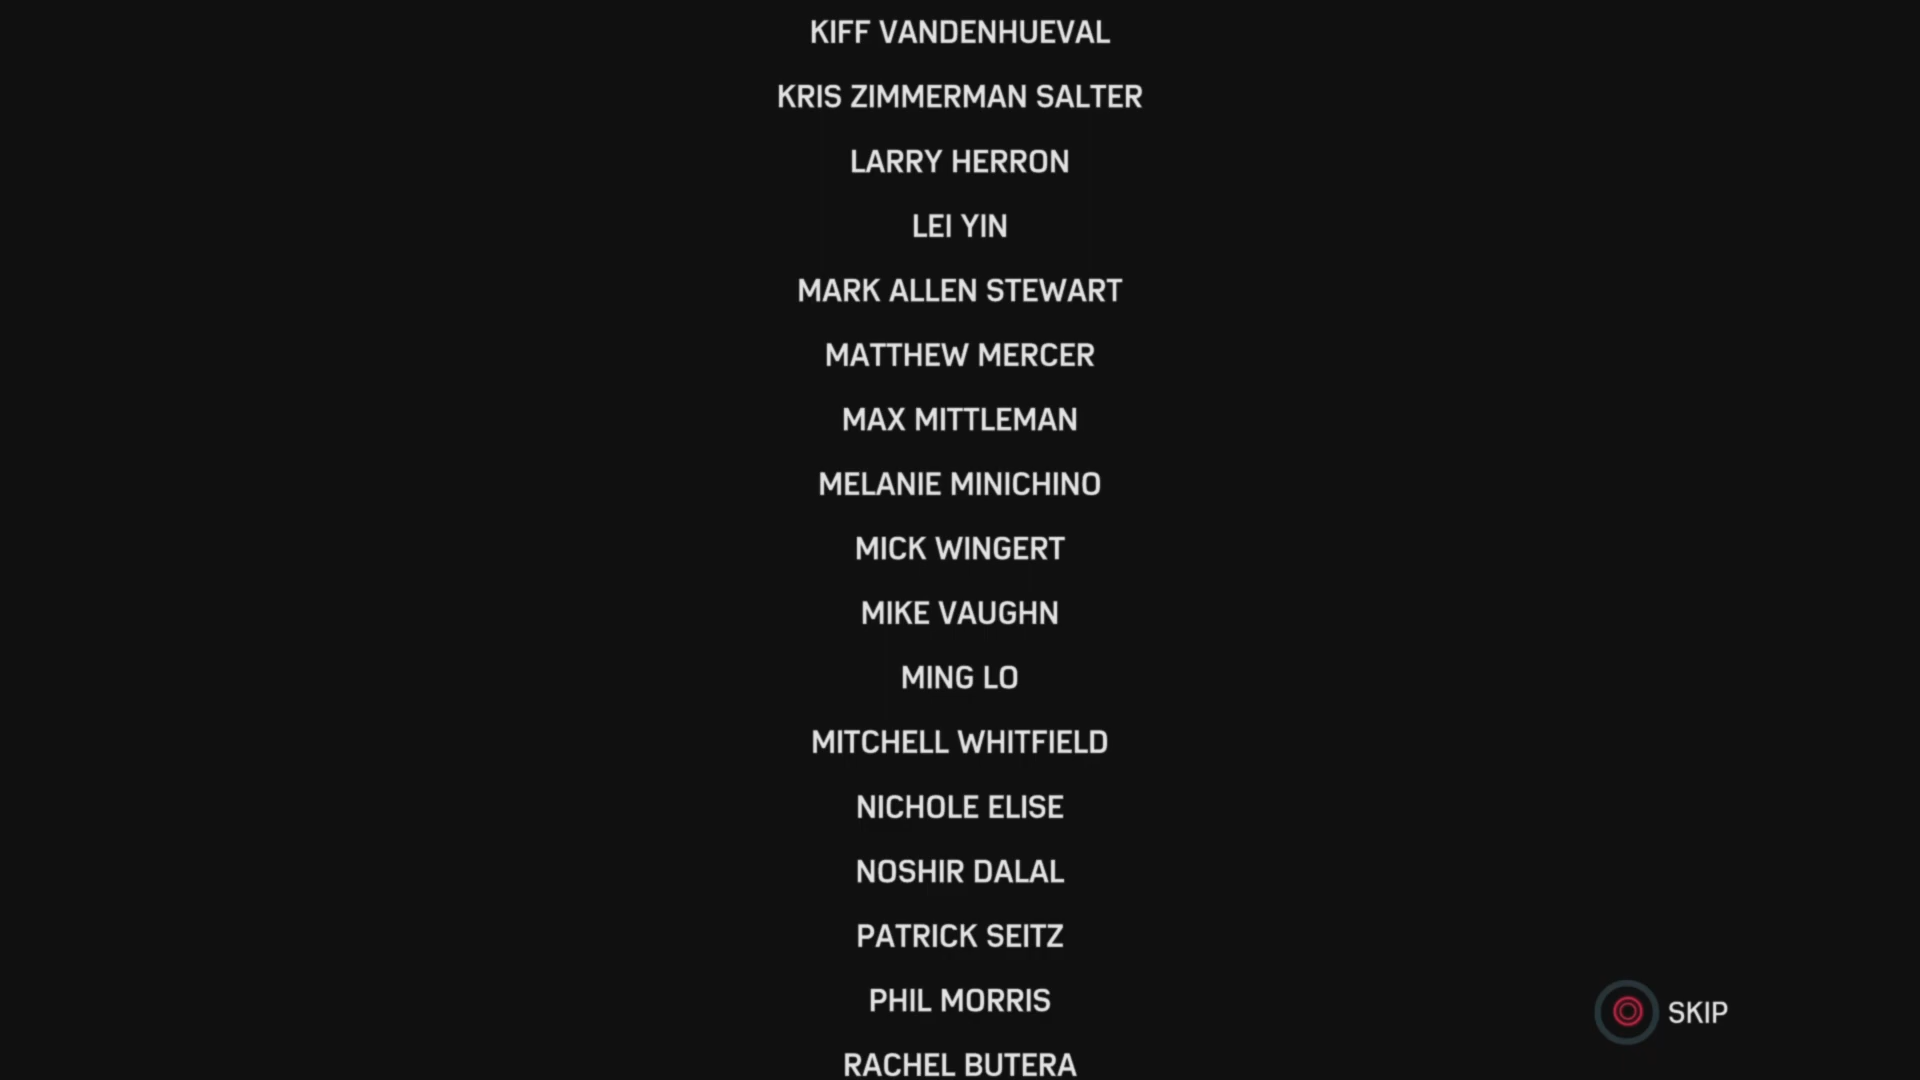 KIFF VANDENHUEVAL
KRIS ZIMMERMAN SALTER
LARRY HERRON
LEI YIN
MARK ALLEN STEWART
MATTHEW MERCER
MAX MITTLEMAN
MELANIE MINICHINO
MICK WINGERT
MIKE VAUGHN
MING LO
MITCHELL WHITFIELD
NICHOLE ELISE
NOSHIR DALAL
PATRICK SEITZ
PHIL MORRIS
SKIP
RACHEL BUTERA